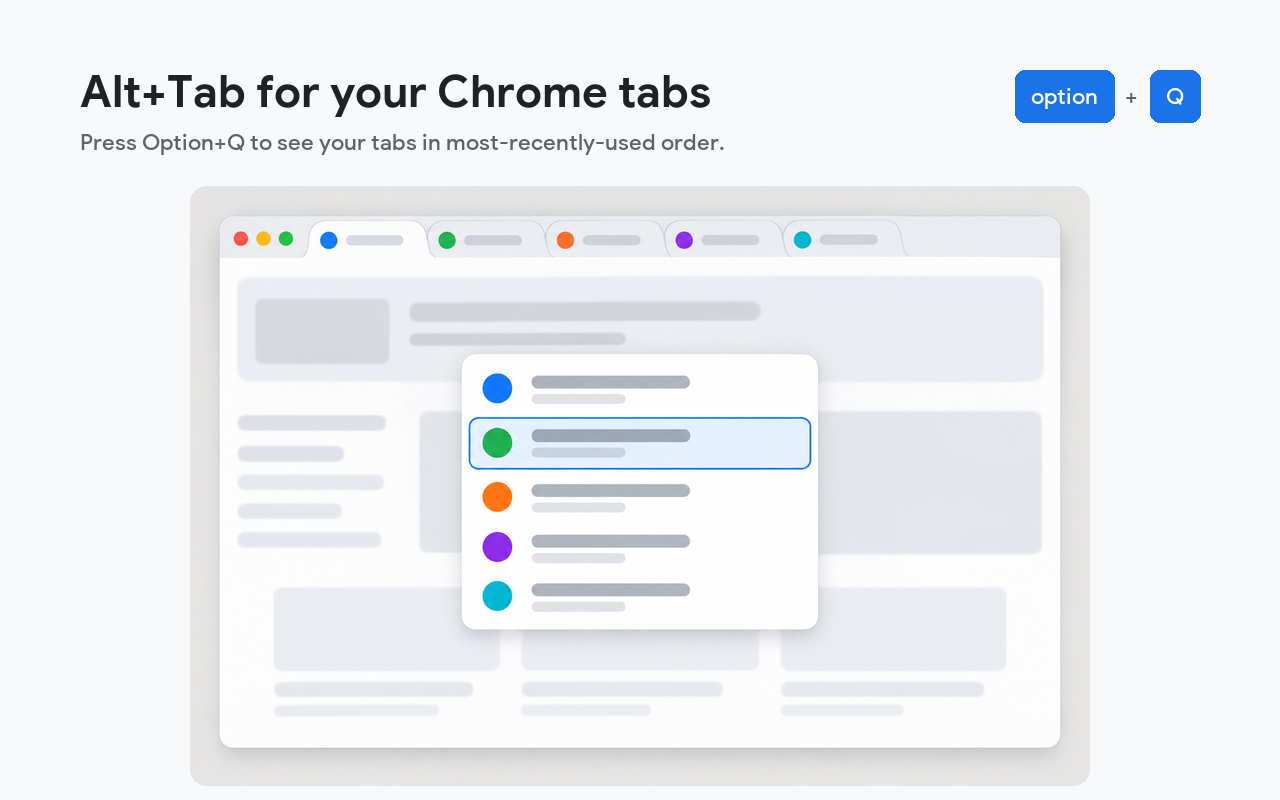 Alt+Tab for your Chrome tabs
option + Q
Press Option+Q to see your tabs in most-recently-used order.